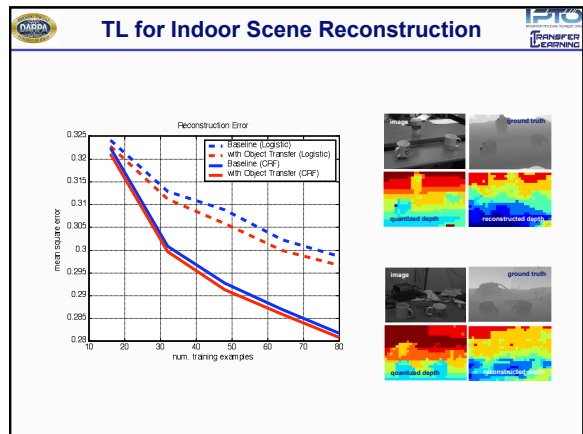 DARPA
TL for Indoor Scene Reconstruction
IPTO
TRANSFER
LEARNING
Reconstruction Error
Baseline (Logistic)
with Object Transfer (Logistic)
Baseline (CRF)
with Object Transfer (CRF)
0.325
0.32
0.315
0.31
0.305
0.3
0.295
0.29
0.285
0.28
mean square error
10 20 30 40 50 60 70 80
num. training examples
image
ground truth
quantized depth
reconstructed depth
image
ground truth
quantized depth
reconstructed depth